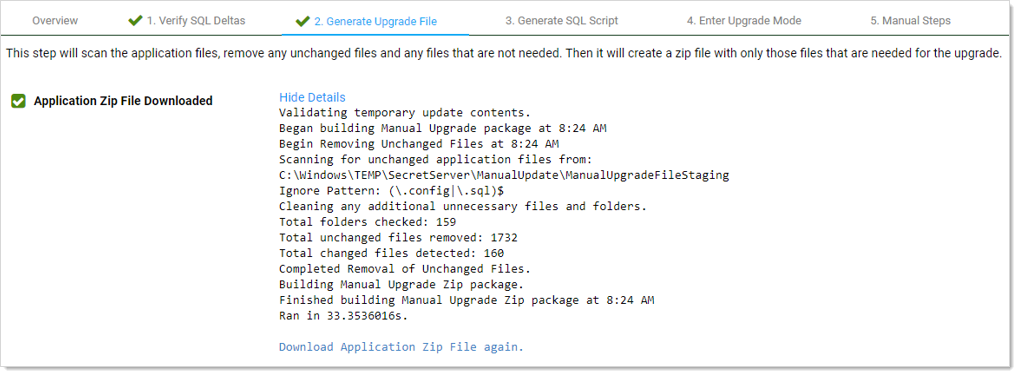 Overview
1. Verify SQL Deltas
2. Generate Upgrade File
3. Generate SQL Script
4. Enter Upgrade Mode
5. Manual Steps
This step will scan the application files, remove any unchanged files and any files that are not needed. Then it will create a zip file with only those files that are needed for the upgrade.
Application Zip File Downloaded
Hide Details
Validating temporary update contents.
Began building Manual Upgrade package at 8:24 AM
Begin Removing Unchanged Files at 8:24 AM
Scanning for unchanged application files from:
C:\Windows\TEMP\SecretServer\ManualUpdate\ManualUpgradeFileStaging
Ignore Pattern: (\.config|\.sql)$
Cleaning any additional unnecessary files and folders.
Total folders checked: 159
Total unchanged files removed: 1732
Total changed files detected: 160
Completed Removal of Unchanged Files.
Building Manual Upgrade Zip package.
Finished building Manual Upgrade Zip package at 8:24 AM
Ran in 33.3536016s.
Download Application Zip File again.